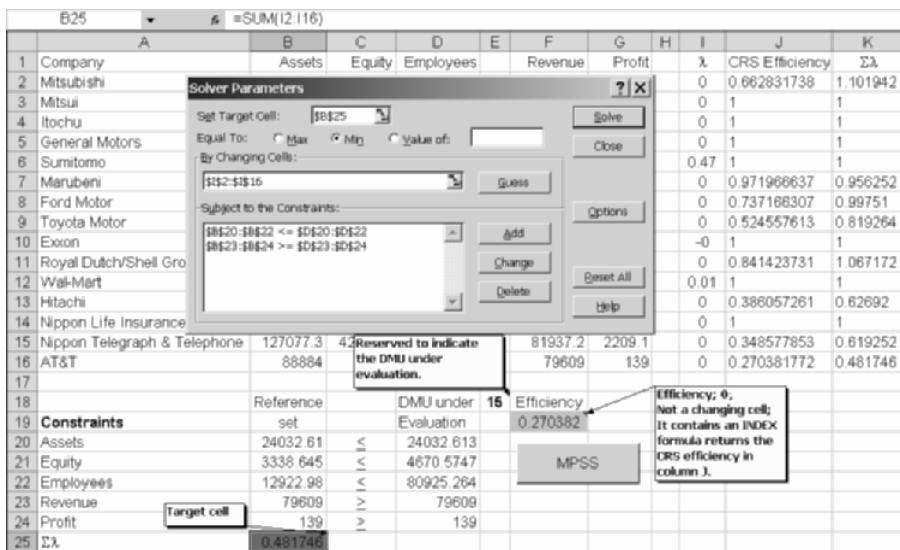 B25 =SUM(I2:I16)
A B C D E F G H I J K
1 Company Assets Equity Employees Revenue Profit λ CRS Efficiency Σλ
2 Mitsubishi 0 0.662831738 1.101942
3 Mitsui 0 1 1
4 Itochu 0 1 1
5 General Motors 0 1 1
6 Sumitomo 0.47 1 1
7 Marubeni 0 0.971966637 0.956252
8 Ford Motor 0 0.737166307 0.99751
9 Toyota Motor 0 0.524557613 0.819264
10 Exxon -0 1 1
11 Royal Dutch/Shell Gro 0 0.841423731 1.067172
12 Wal-Mart 0.01 1 1
13 Hitachi 0 0.386057261 0.62692
14 Nippon Life Insurance 0 1 1
15 Nippon Telegraph & Telephone 127077.3 42 81937.2 2209.1 0 0.348577853 0.619252
16 AT&T 88884 79609 139 0 0.270381772 0.481746
17
18 Reference DMU under 15 Efficiency
19 Constraints set Evaluation 0.270382
20 Assets 24032.61 ≤ 24032.613
21 Equity 3338.645 ≤ 4670.5747
22 Employees 12922.98 ≤ 80925.264
23 Revenue 79609 ≥ 79609
24 Profit 139 ≥ 139
25 Σλ 0.481746
Solver Parameters
Set Target Cell: $B$25 Solve
Equal To: Max Min Value of: Close
By Changing Cells:
$I$2:$I$16 Guess
Subject to the Constraints: Options
$B$20:$B$22 <= $D$20:$D$22 Add
$B$23:$B$24 >= $D$23:$D$24
Change
Reset All
Delete
Help
Reserved to indicate
the DMU under
evaluation.
Efficiency; θ;
Not a changing cell;
It contains an INDEX
formula returns the
CRS efficiency in
column J.
MPSS
Target cell